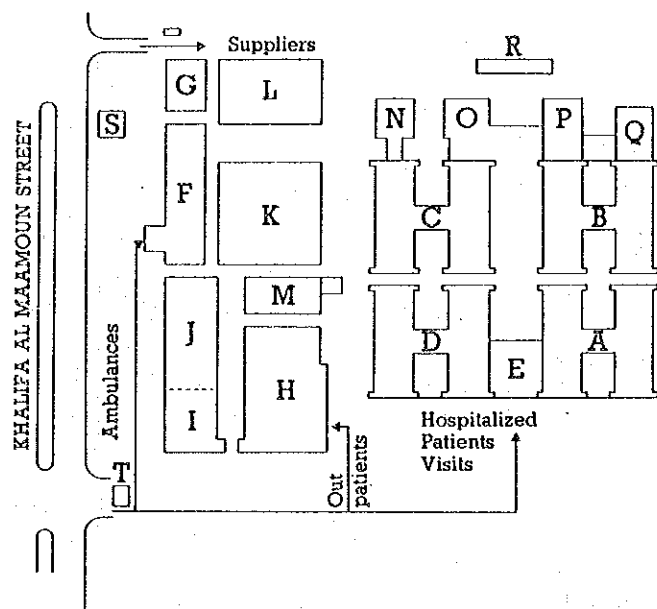 Suppliers
R
G
L
S
N
O
P
Q
F
K
C
B
KHALIFA AL MAAMOUN STREET
Ambulances
M
J
D
A
E
H
I
Hospitalized
Patients
Visits
T
Out
patients